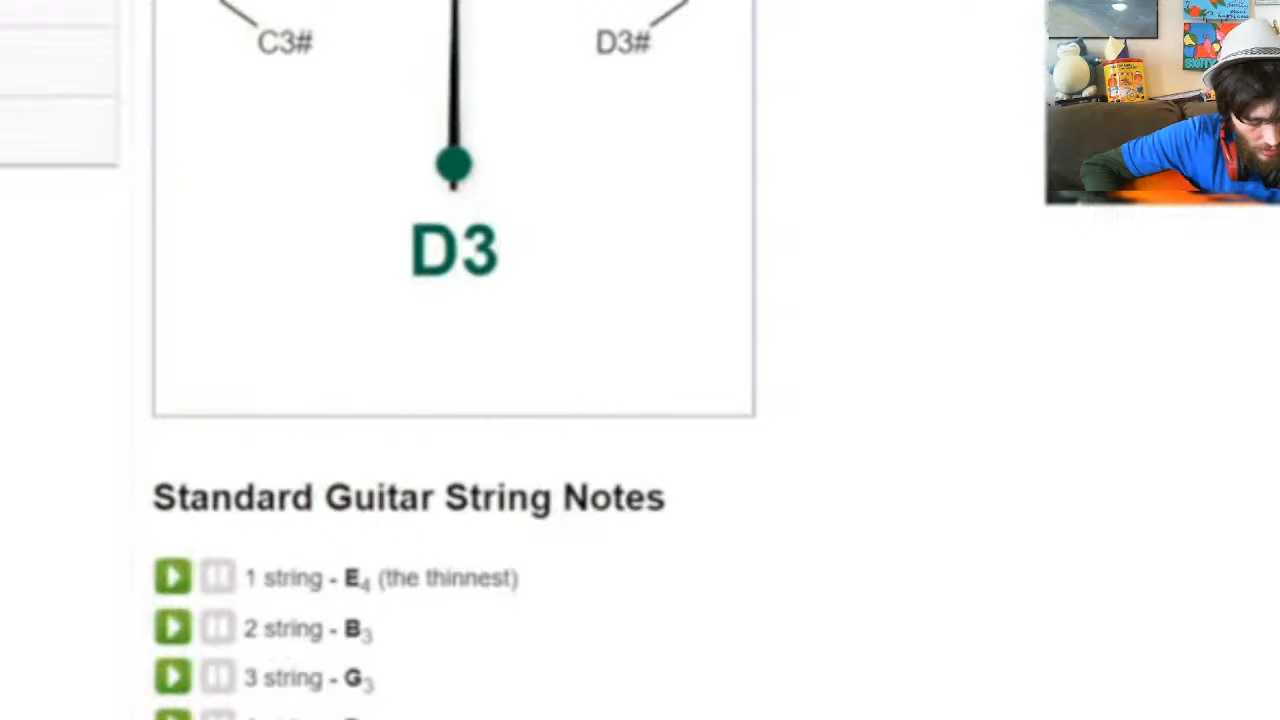 C3# D3#
D3
Standard Guitar String Notes
1 string - E4 (the thinnest)
2 string - B3
3 string - G3